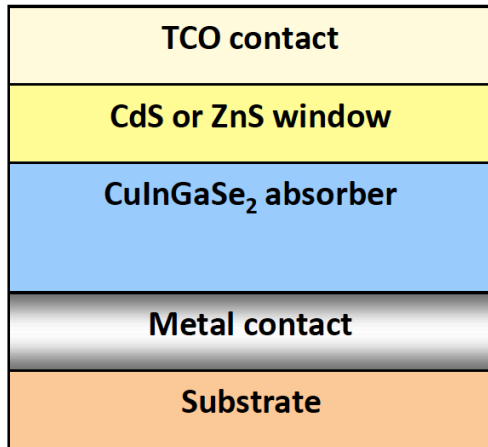 TCO contact
CdS or ZnS window
CuInGaSe₂ absorber
Metal contact
Substrate